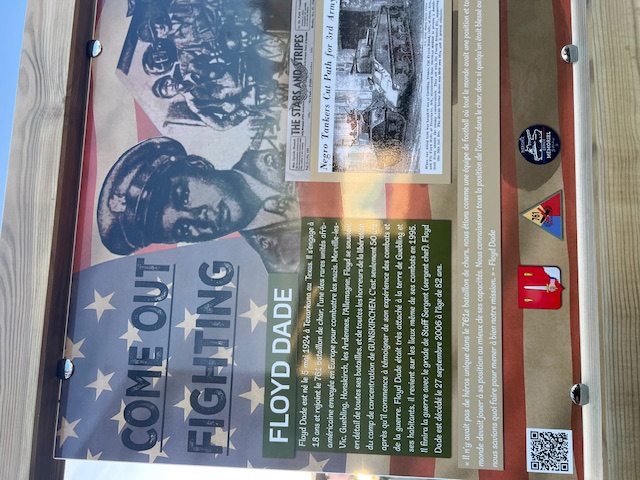 COME OUT
FIGHTING
FLOYD DADE
Floyd Dade est né le 5 mai 1924 à Texarkana au Texas. Il s'engage à
18 ans et rejoint le 761 bataillon de char, l'une des rares unités afro-
américaine envoyée en Europe pour combattre les nazis. Morville-lès-
Vic, Guebling, Honskirch, les Ardennes, l'Allemagne, Floyd se souvient
en détail de toutes ses batailles, et de toutes les horreurs de la libération
du camp de concentration de GUNSKIRCHEN. C'est seulement 50 ans
après qu'il commence à témoigner de son expérience des combats et
de la guerre. Floyd Dade était très attaché à la terre de Guebling et
ses habitants, il reviens sur les lieux même de ses combats en 1995.
Il finira la guerre avec le grade de Staff Sergent (sergent chef). Floyd
Dade est décédé le 27 septembre 2006 à l'âge de 82 ans.
THE STARS AND STRIPES
Negro Tankers Cut Path for 3rd Army
« Il n'y avait pas de héros unique dans le 761e bataillon de chars, nous étions comme une équipe de football où tout le monde avait une position et
monde devait jouer à sa position au mieux de ses capacités. Nous connaissions tous la position de l'autre dans le char, donc si quelqu'un était blessé ou
nous savions quoi faire pour mener à bien notre mission. » - Floyd Dade
761
MEMORIEL